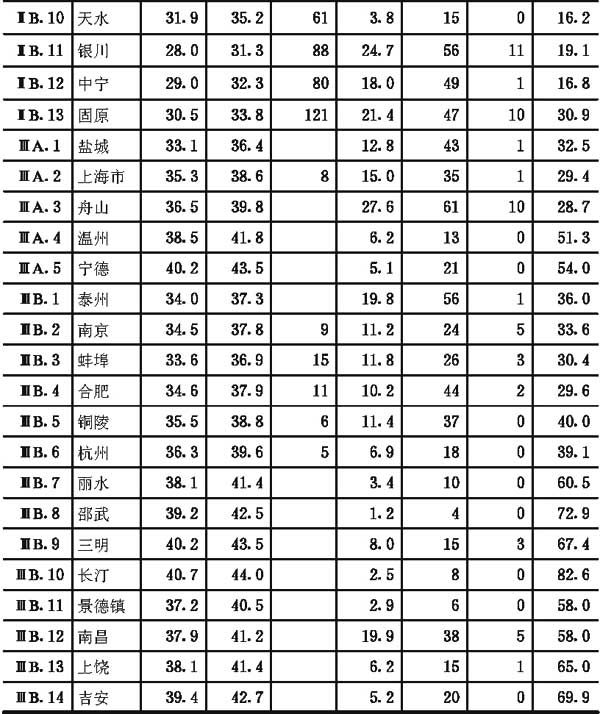 ⅡB.10 天水 31.9 35.2 61 3.8 15 0 16.2
ⅡB.11 银川 28.0 31.3 88 24.7 56 11 19.1
ⅡB.12 中宁 29.0 32.3 80 18.0 49 1 16.8
ⅡB.13 固原 30.5 33.8 121 21.4 47 10 30.9
ⅢA.1 盐城 33.1 36.4 12.8 43 1 32.5
ⅢA.2 上海市 35.3 38.6 8 15.0 35 1 29.4
ⅢA.3 舟山 36.5 39.8 27.6 61 10 28.7
ⅢA.4 温州 38.5 41.8 6.2 13 0 51.3
ⅢA.5 宁德 40.2 43.5 5.1 21 0 54.0
ⅢB.1 泰州 34.0 37.3 19.8 56 1 36.0
ⅢB.2 南京 34.5 37.8 9 11.2 24 5 33.6
ⅢB.3 蚌埠 33.6 36.9 15 11.8 26 3 30.4
ⅢB.4 合肥 34.6 37.9 11 10.2 44 2 29.6
ⅢB.5 铜陵 35.5 38.8 6 11.4 37 0 40.0
ⅢB.6 杭州 36.3 39.6 5 6.9 18 0 39.1
ⅢB.7 丽水 38.1 41.4 3.4 10 0 60.5
ⅢB.8 邵武 39.2 42.5 1.2 4 0 72.9
ⅢB.9 三明 40.2 43.5 8.0 15 3 67.4
ⅢB.10 长汀 40.7 44.0 2.5 8 0 82.6
ⅢB.11 景德镇 37.2 40.5 2.9 6 0 58.0
ⅢB.12 南昌 37.9 41.2 19.9 38 5 58.0
ⅢB.13 上饶 38.1 41.4 6.2 15 1 65.0
ⅢB.14 吉安 39.4 42.7 5.2 20 0 69.9